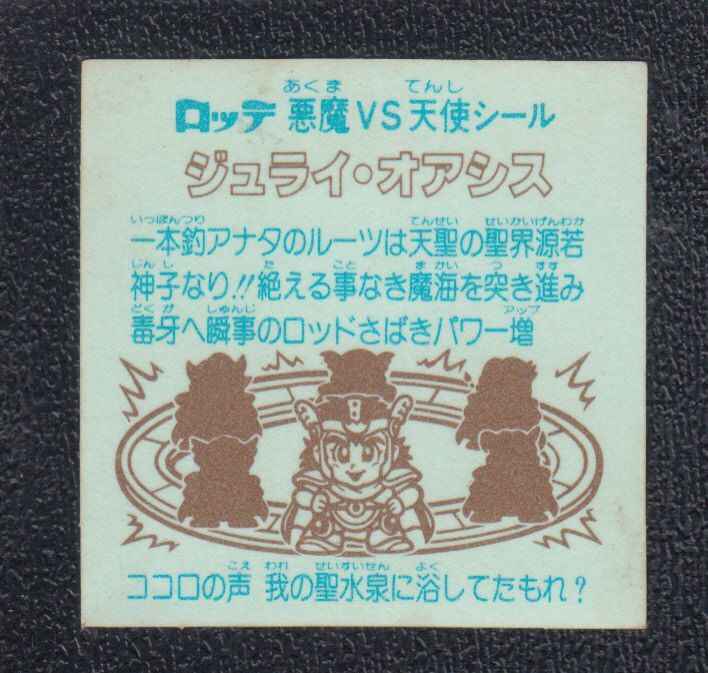 あくま てんし
ロッテ 悪魔VS天使シール
ジュライ・オアシス
いっぽんつり てんせい せいかいげんわか
一本釣アナタのルーツは天聖の聖界源若
じんし た こと まかい つ すす
神子なり!!絶える事なき魔海を突き進み
どくが しゅんじ アップ
毒牙へ瞬事のロッドさばきパワー増
こえ われ せいすいせん よく
ココロの声 我の聖水泉に浴してたもれ?